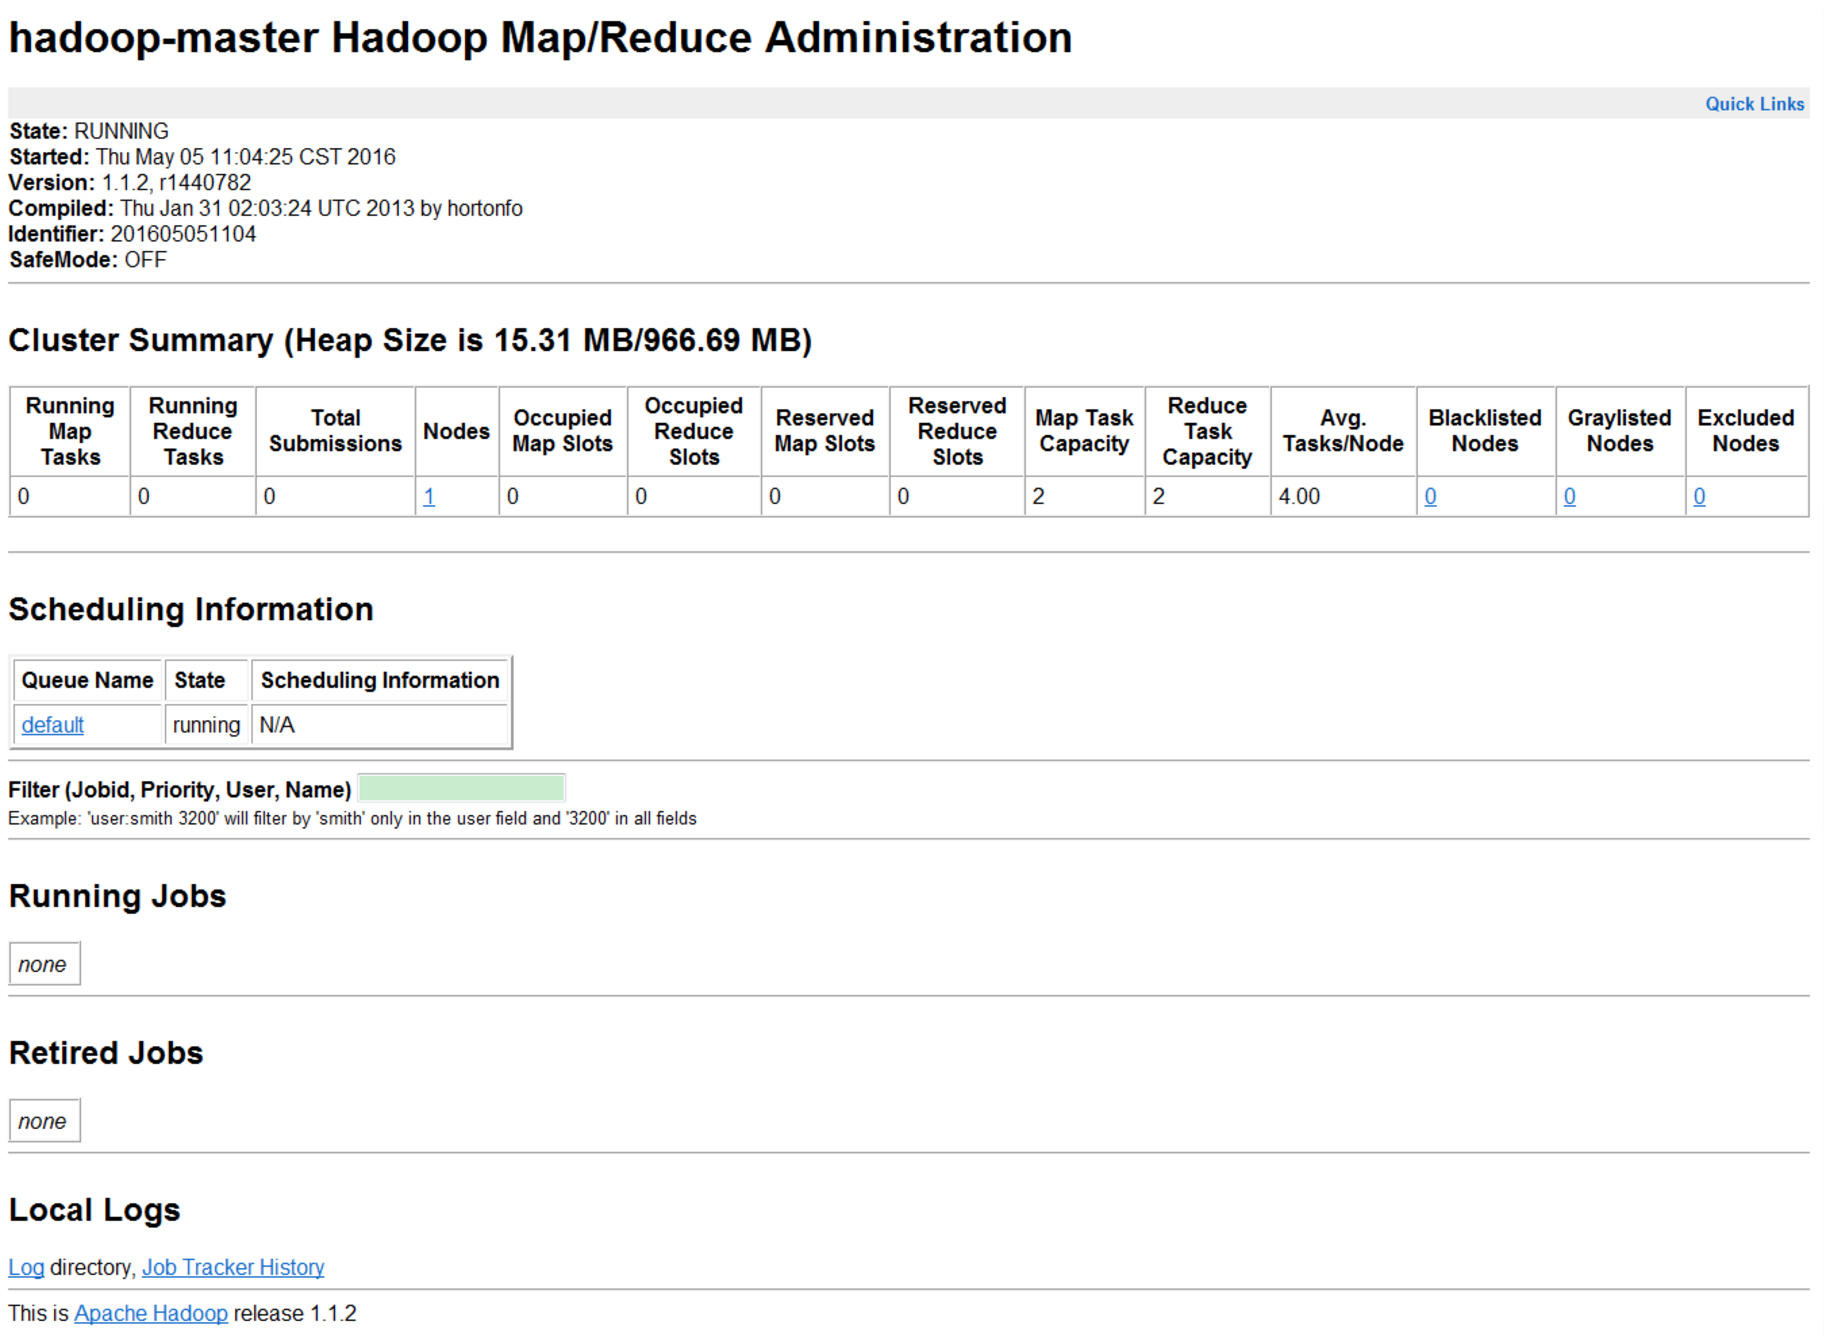 hadoop-master Hadoop Map/Reduce Administration
Quick Links
State: RUNNING
Started: Thu May 05 11:04:25 CST 2016
Version: 1.1.2, r1440782
Compiled: Thu Jan 31 02:03:24 UTC 2013 by hortonfo
Identifier: 201605051104
SafeMode: OFF
Cluster Summary (Heap Size is 15.31 MB/966.69 MB)
Running Map Tasks | Running Reduce Tasks | Total Submissions | Nodes | Occupied Map Slots | Occupied Reduce Slots | Reserved Map Slots | Reserved Reduce Slots | Map Task Capacity | Reduce Task Capacity | Avg. Tasks/Node | Blacklisted Nodes | Graylisted Nodes | Excluded Nodes
0 | 0 | 0 | 1 | 0 | 0 | 0 | 0 | 2 | 2 | 4.00 | 0 | 0 | 0
Scheduling Information
Queue Name | State | Scheduling Information
default | running | N/A
Filter (Jobid, Priority, User, Name)
Example: 'user:smith 3200' will filter by 'smith' only in the user field and '3200' in all fields
Running Jobs
none
Retired Jobs
none
Local Logs
Log directory, Job Tracker History
This is Apache Hadoop release 1.1.2